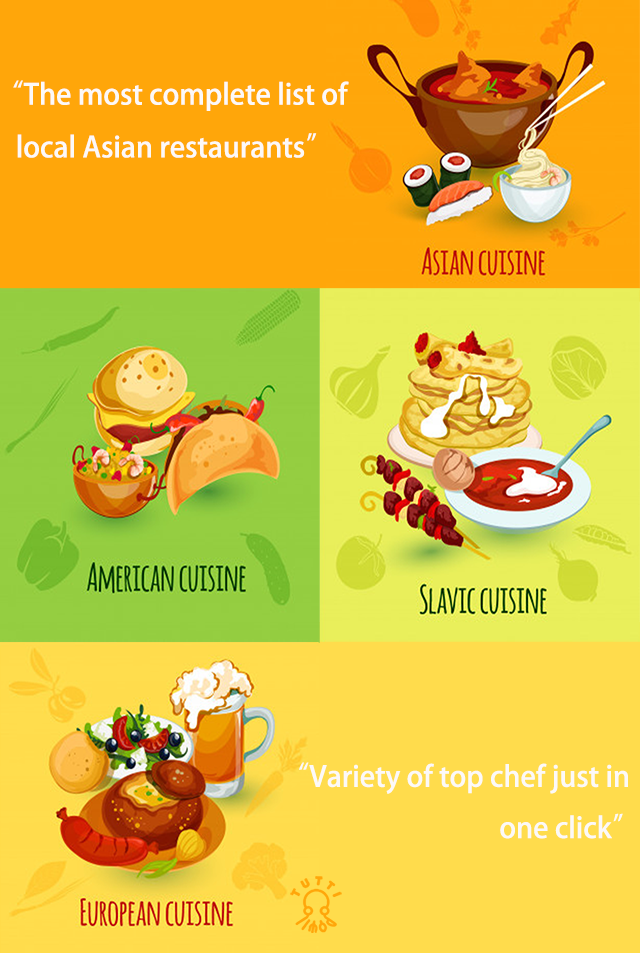 “The most complete list of
local Asian restaurants”
ASIAN CUISINE
AMERICAN CUISINE
SLAVIC CUISINE
“Variety of top chef just in
one click”
EUROPEAN CUISINE
TUTTI